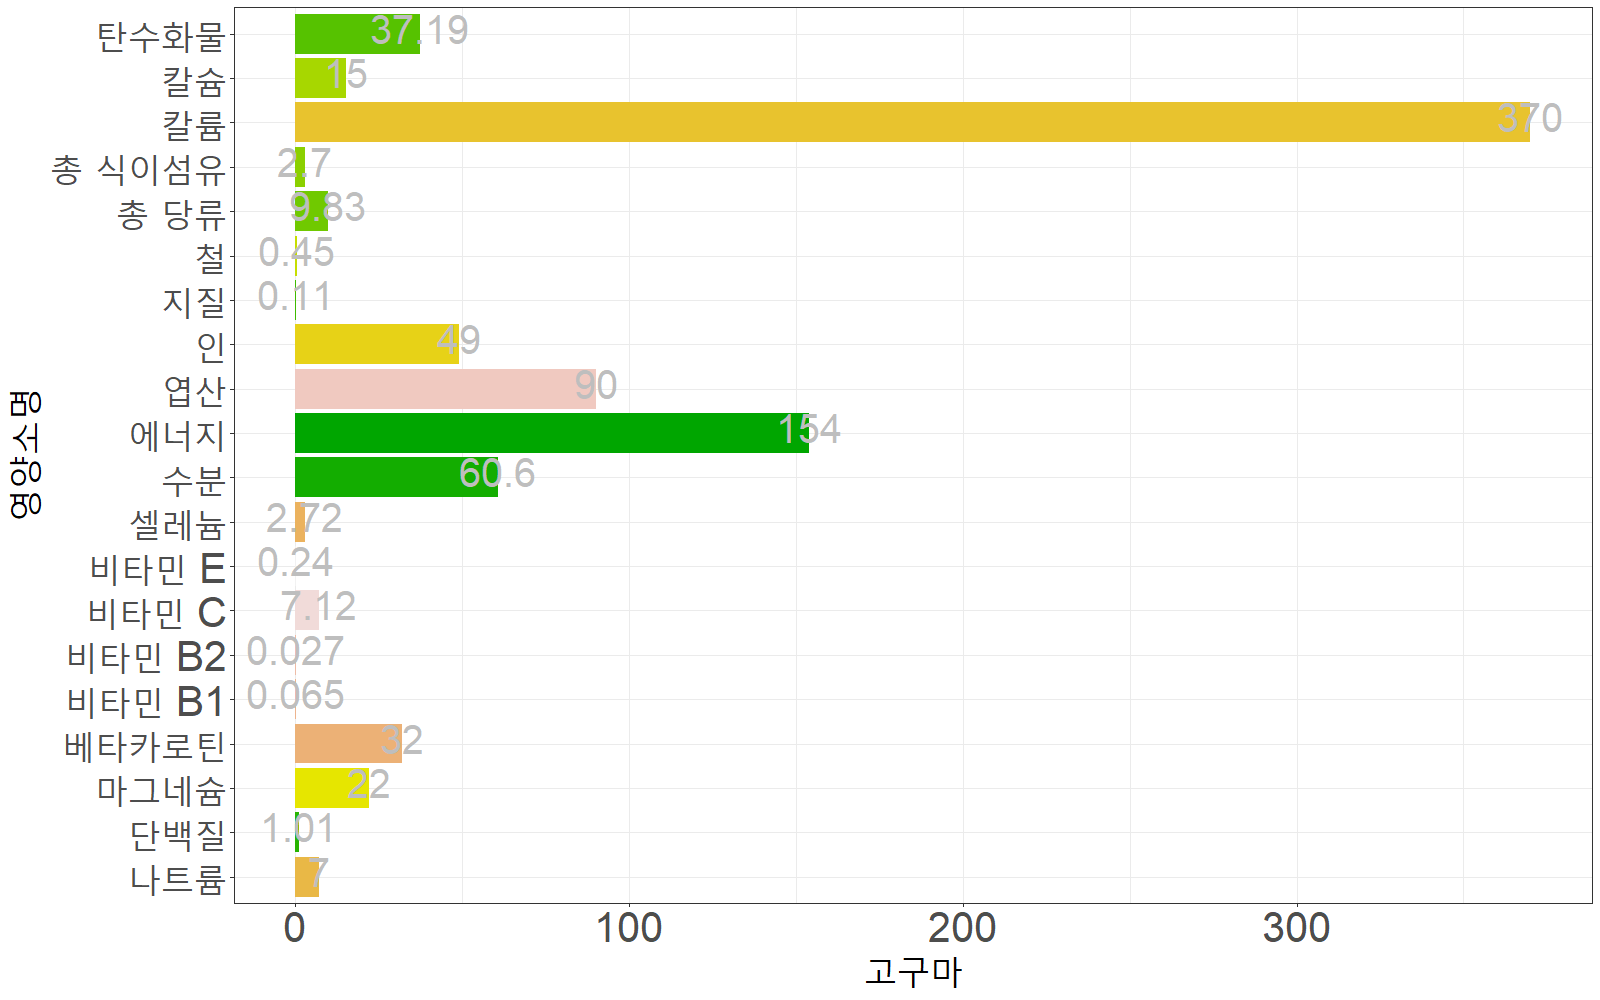 탄수화물 37.19
칼슘 15
칼륨 370
총 식이섬유 2.7
총 당류 9.83
철 0.45
지질 0.11
인 49
엽산 90
에너지 154
수분 60.6
셀레늄 2.72
비타민 E 0.24
비타민 C 7.12
비타민 B2 0.027
비타민 B1 0.065
베타카로틴 32
마그네슘 22
단백질 1.01
나트륨 7
영양소명
0 100 200 300
고구마